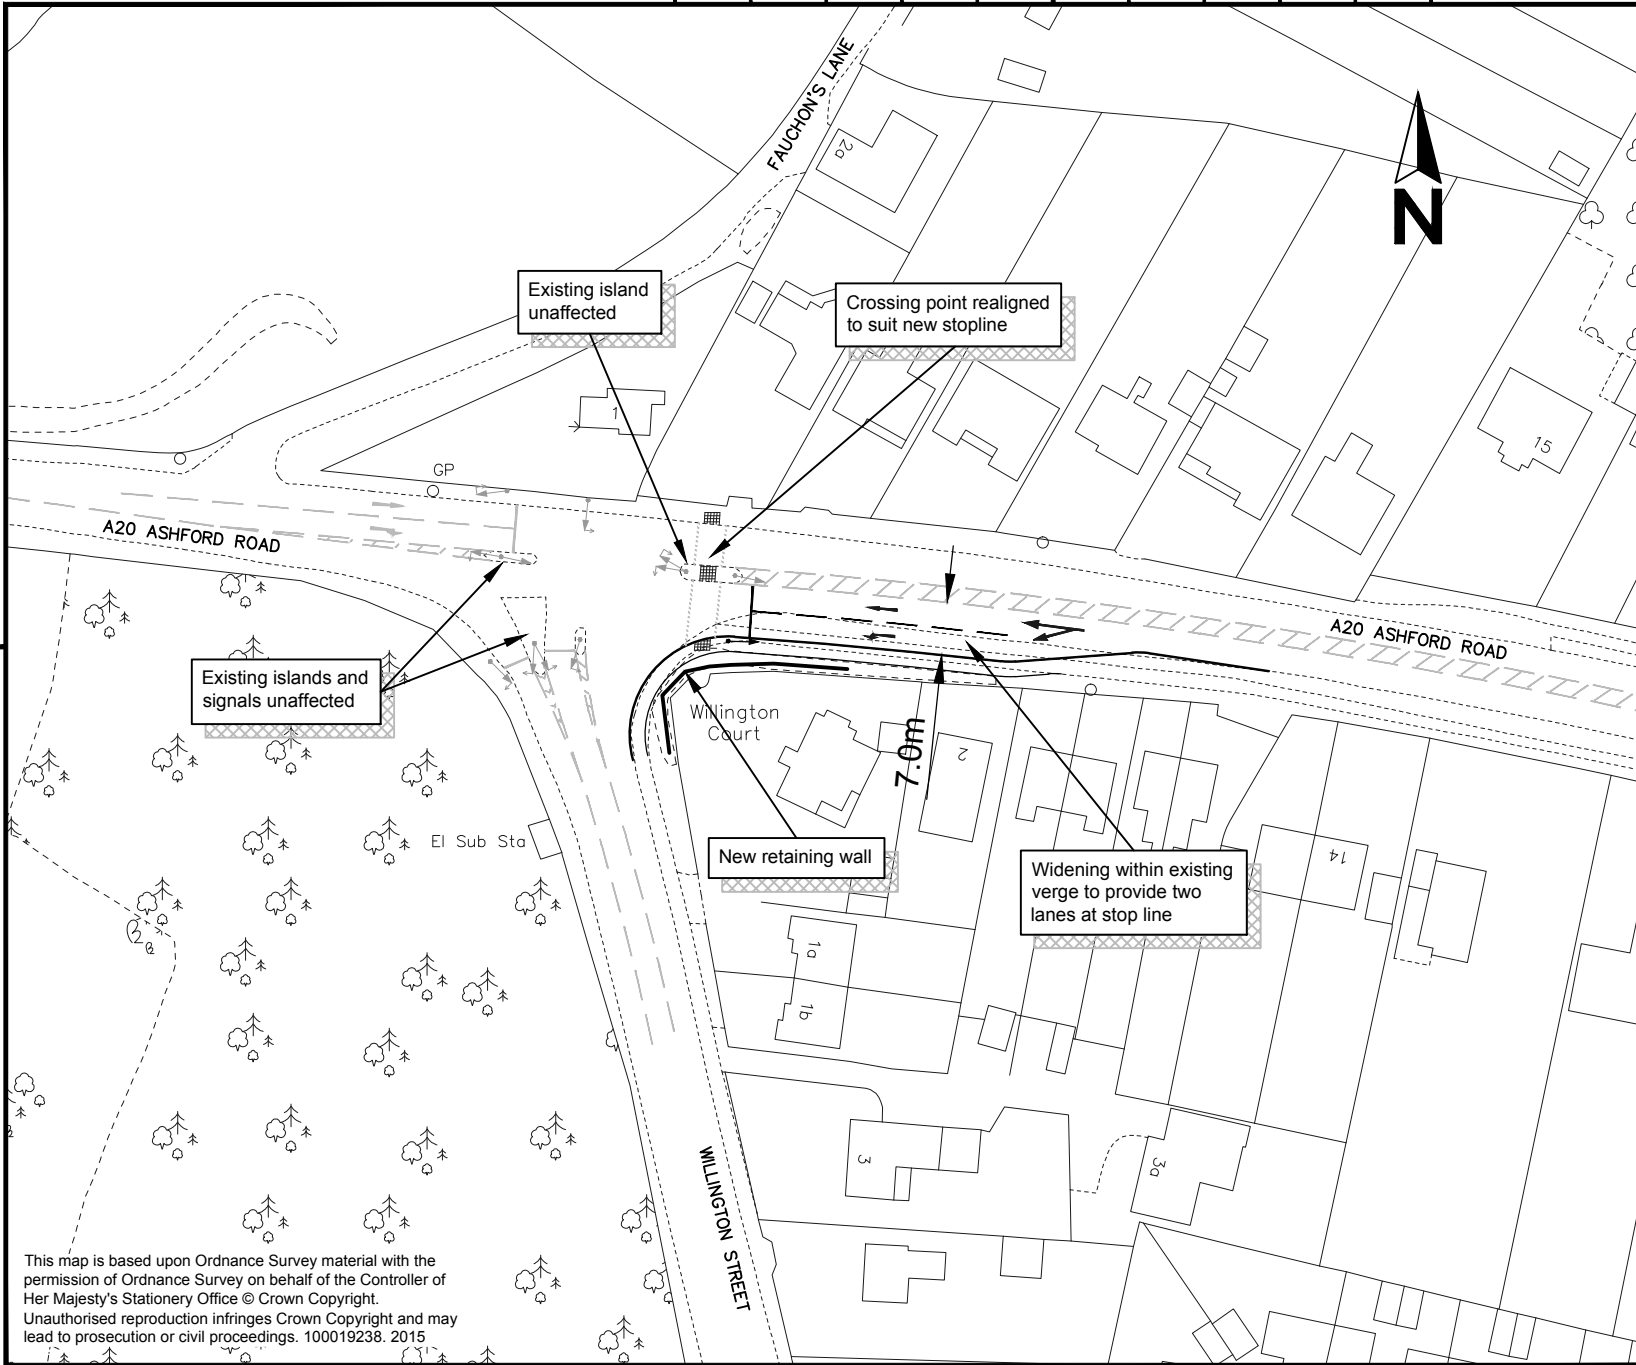 FAUCHON'S LANE
2a
N
Existing island
unaffected
Crossing point realigned
to suit new stopline
1
15
GP
A20 ASHFORD ROAD
A20 ASHFORD ROAD
Existing islands and
signals unaffected
Willington
Court
7.0m
2
El Sub Sta
New retaining wall
Widening within existing
verge to provide two
lanes at stop line
14
1a
1b
3
3a
WILLINGTON STREET
This map is based upon Ordnance Survey material with the
permission of Ordnance Survey on behalf of the Controller of
Her Majesty's Stationery Office © Crown Copyright.
Unauthorised reproduction infringes Crown Copyright and may
lead to prosecution or civil proceedings. 100019238. 2015